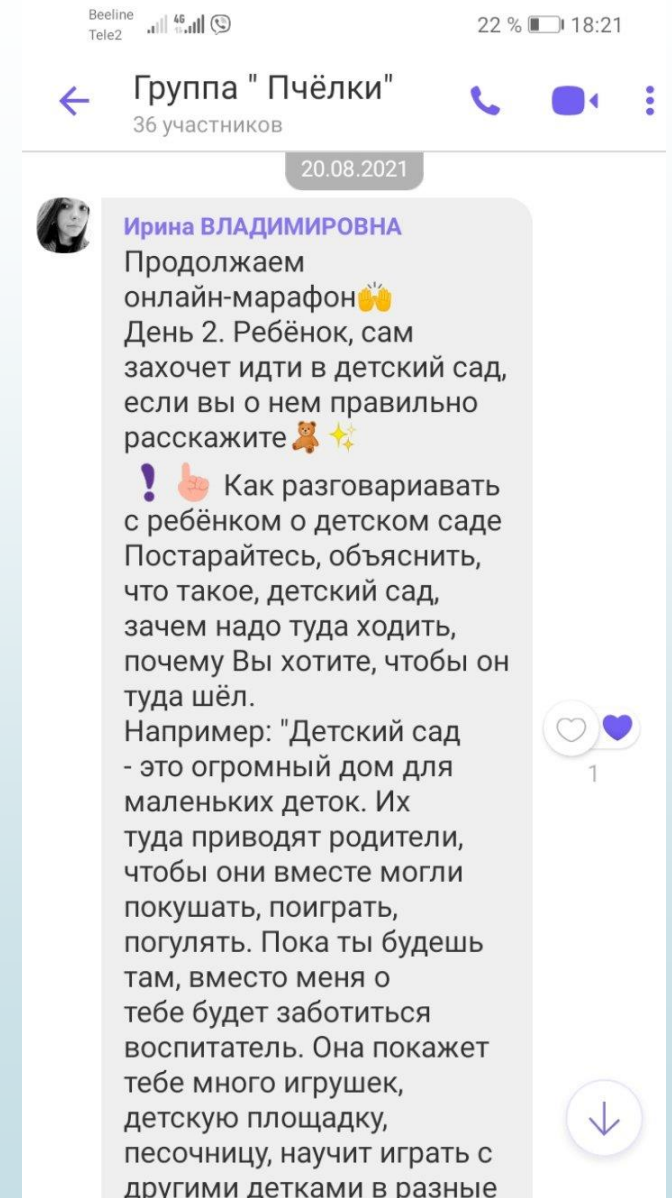 Beeline
Tele2
4G
22 % 18:21
Группа " Пчёлки"
36 участников
20.08.2021
Ирина ВЛАДИМИРОВНА
Продолжаем
онлайн-марафон🙌
День 2. Ребёнок, сам
захочет идти в детский сад,
если вы о нем правильно
расскажите🧸✨
❗☝ Как разговариавать
с ребёнком о детском саде
Постарайтесь, объяснить,
что такое, детский сад,
зачем надо туда ходить,
почему Вы хотите, чтобы он
туда шёл.
Например: "Детский сад
- это огромный дом для
маленьких деток. Их
туда приводят родители,
чтобы они вместе могли
покушать, поиграть,
погулять. Пока ты будешь
там, вместо меня о
тебе будет заботиться
воспитатель. Она покажет
тебе много игрушек,
детскую площадку,
песочницу, научит играть с
другими детками в разные
1